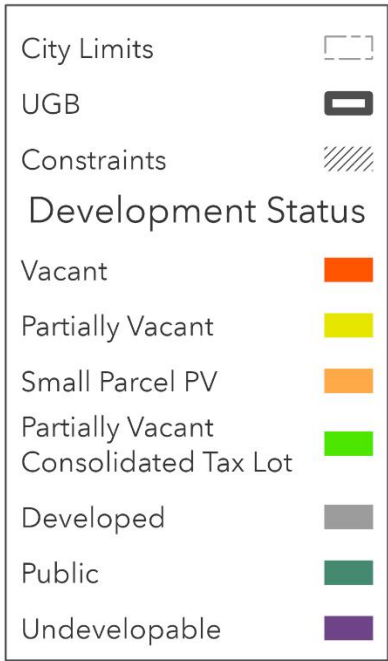 City Limits
UGB
Constraints
Development Status
Vacant
Partially Vacant
Small Parcel PV
Partially Vacant
Consolidated Tax Lot
Developed
Public
Undevelopable